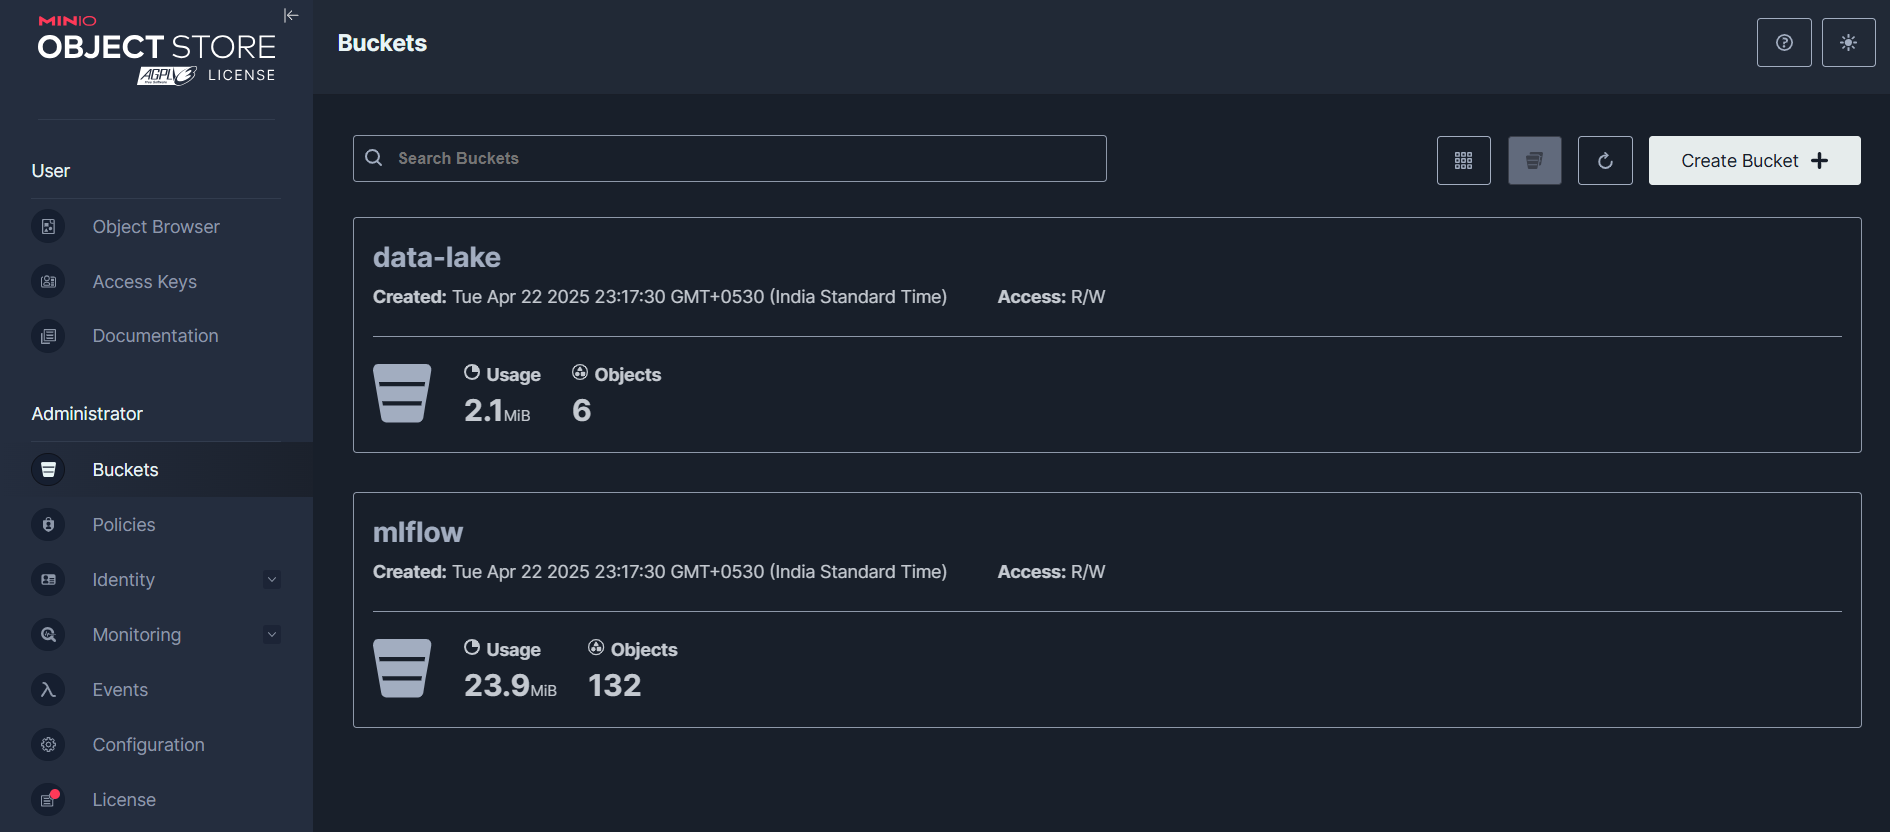 MINIO
OBJECT STORE
AGPLv3 LICENSE
Buckets
User
Object Browser
Access Keys
Documentation
Administrator
Buckets
Policies
Identity
Monitoring
Events
Configuration
License
Search Buckets
Create Bucket
data-lake
Created: Tue Apr 22 2025 23:17:30 GMT+0530 (India Standard Time) Access: R/W
Usage Objects
2.1MiB 6
mlflow
Created: Tue Apr 22 2025 23:17:30 GMT+0530 (India Standard Time) Access: R/W
Usage Objects
23.9MiB 132